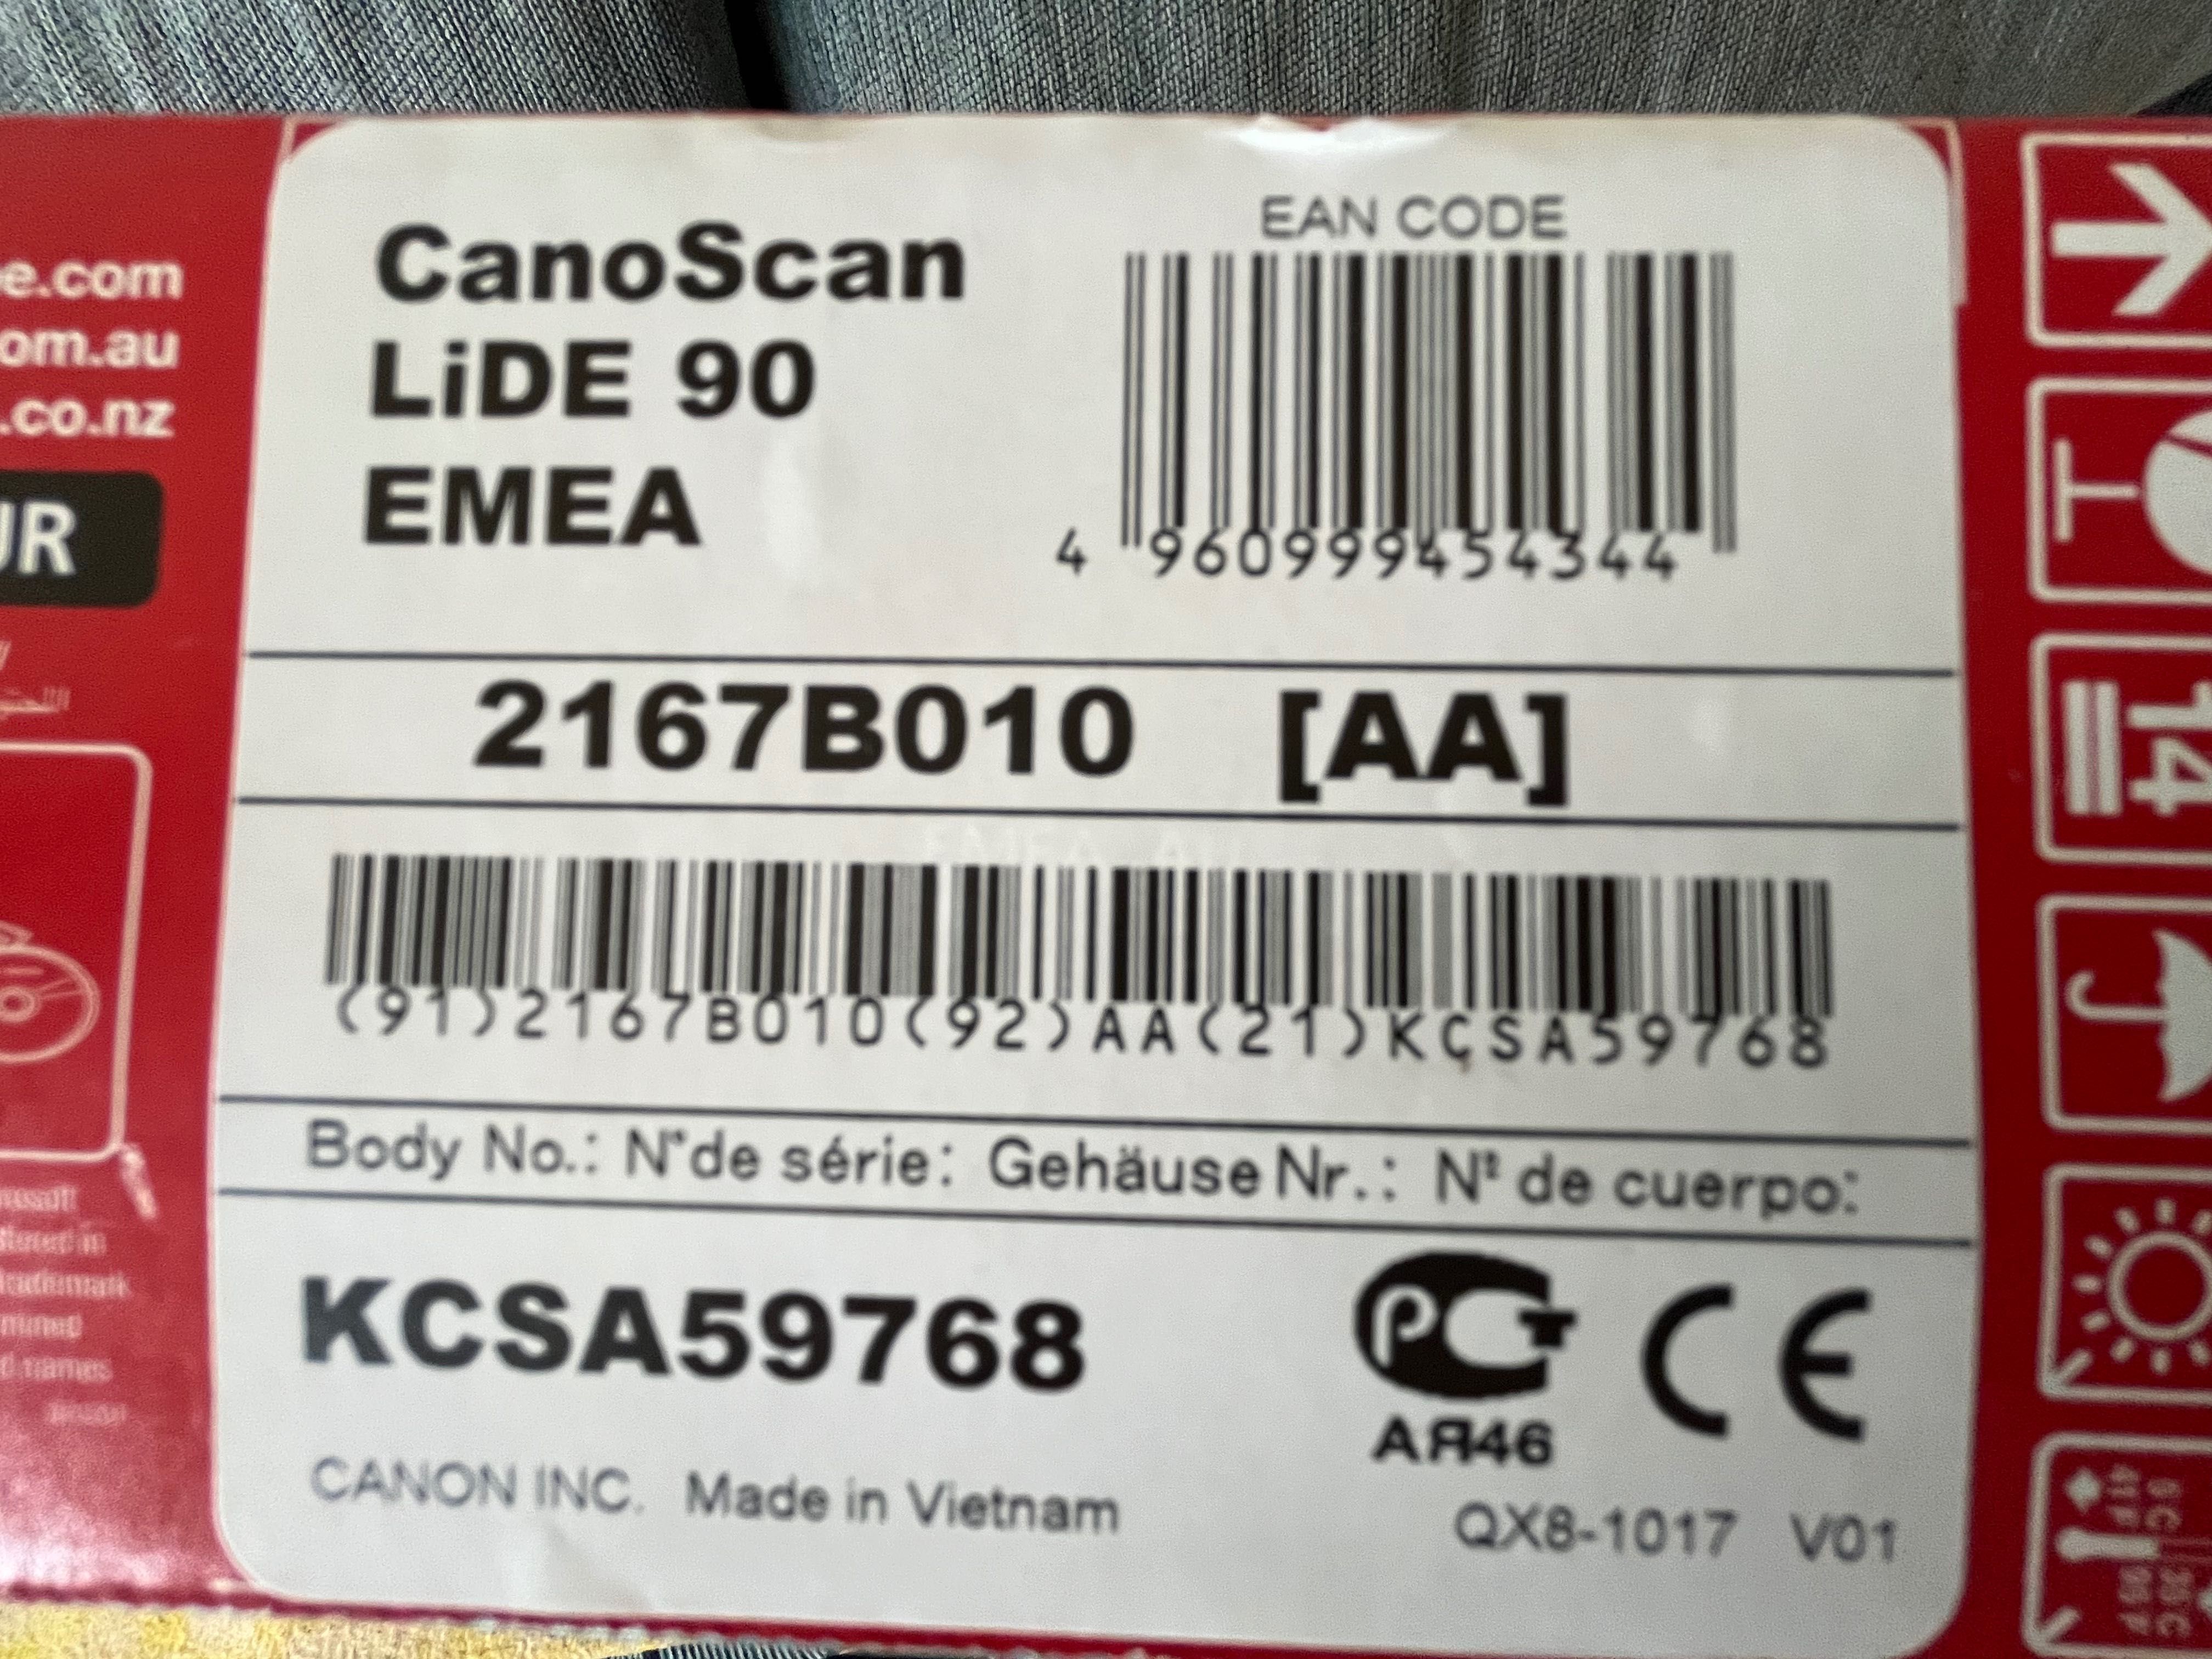 e.com
om.au
.co.nz
UR
CanoScan
LiDE 90
EMEA
EAN CODE
4 960999454344
2167B010 [AA]
(91)2167B010(92)AA(21)KCSA59768
Body No.: N°de série: Gehäuse Nr.: Nº de cuerpo:
KCSA59768
AЯ46
CANON INC. Made in Vietnam
QX8-1017 V01
14